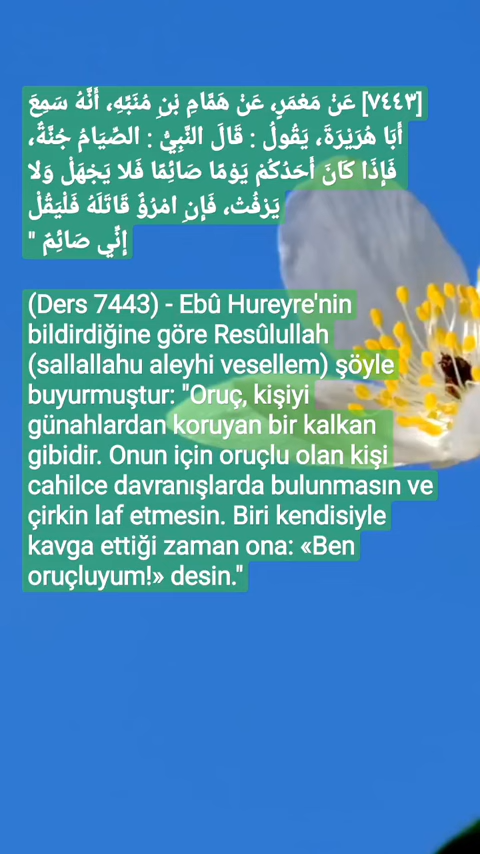 [٧٤٤٣] عَنْ مَعْمَرٍ، عَنْ هَمَّامِ بْنِ مُنَبِّهٍ، أَنَّهُ سَمِعَ
أَبَا هُرَيْرَةَ، يَقُولُ : قَالَ النَّبِيُّ : الصِّيَامُ جُنَّةٌ،
فَإِذَا كَانَ أَحَدُكُمْ يَوْمًا صَائِمًا فَلا يَجْهَلْ وَلا
يَرْفُثْ، فَإِنِ امْرُؤٌ قَاتَلَهُ فَلْيَقُلْ
إِنِّي صَائِمٌ "
(Ders 7443) - Ebû Hureyre'nin
bildirdiğine göre Resûlullah
(sallallahu aleyhi vesellem) şöyle
buyurmuştur: "Oruç, kişiyi
günahlardan koruyan bir kalkan
gibidir. Onun için oruçlu olan kişi
cahilce davranışlarda bulunmasın ve
çirkin laf etmesin. Biri kendisiyle
kavga ettiği zaman ona: «Ben
oruçluyum!» desin."